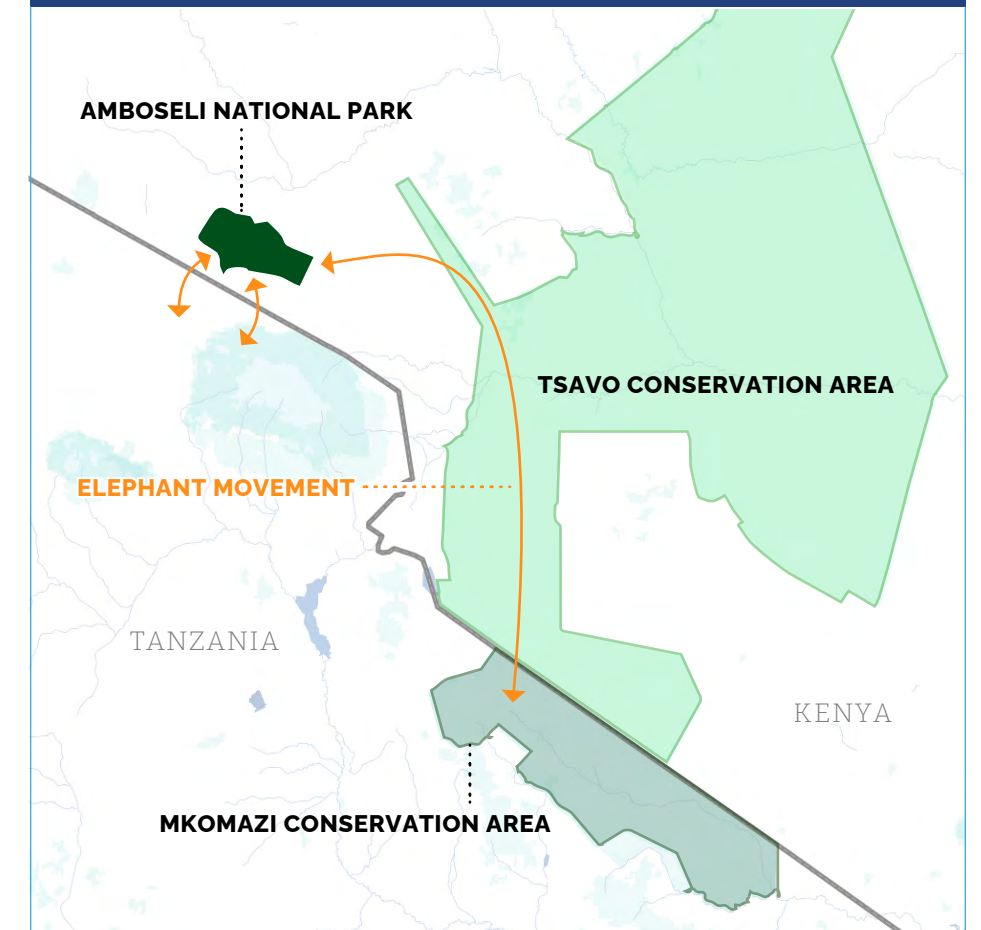 AMBOSELI NATIONAL PARK
TSAVO CONSERVATION AREA
ELEPHANT MOVEMENT
TANZANIA
KENYA
MKOMAZI CONSERVATION AREA